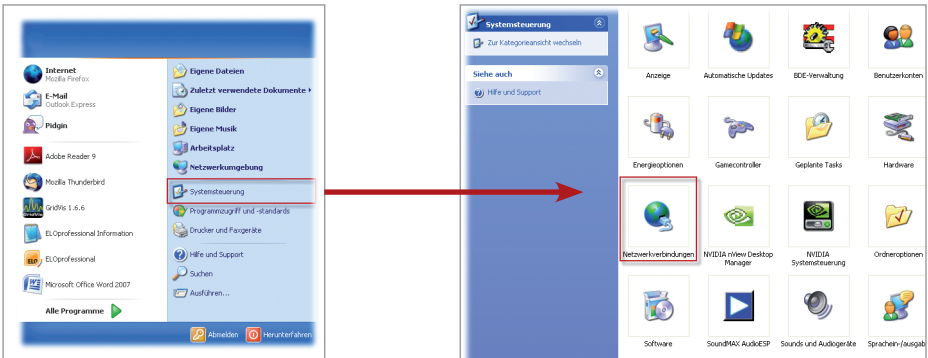 Internet
Mozilla Firefox
E-Mail
Outlook Express
Pidgin
Adobe Reader 9
Mozilla Thunderbird
GridVis 1.6.6
ELOprofessional Information
ELOprofessional
Microsoft Office Word 2007
Alle Programme
Eigene Dateien
Zuletzt verwendete Dokumente
Eigene Bilder
Eigene Musik
Arbeitsplatz
Netzwerkumgebung
Systemsteuerung
Programmzugriff und -standards
Drucker und Faxgeräte
Hilfe und Support
Suchen
Ausführen...
Abmelden
Herunterfahren
Systemsteuerung
Zur Kategorieansicht wechseln
Siehe auch
Hilfe und Support
Anzeige
Automatische Updates
BDE-Verwaltung
Benutzerkonten
Energieoptionen
Gamecontroller
Geplante Tasks
Hardware
Netzwerkverbindungen
NVIDIA nView Desktop
Manager
NVIDIA
Systemsteuerung
Ordneroptionen
Software
SoundMAX AudioESP
Sounds und Audiogeräte
Sprachein-/ausgab